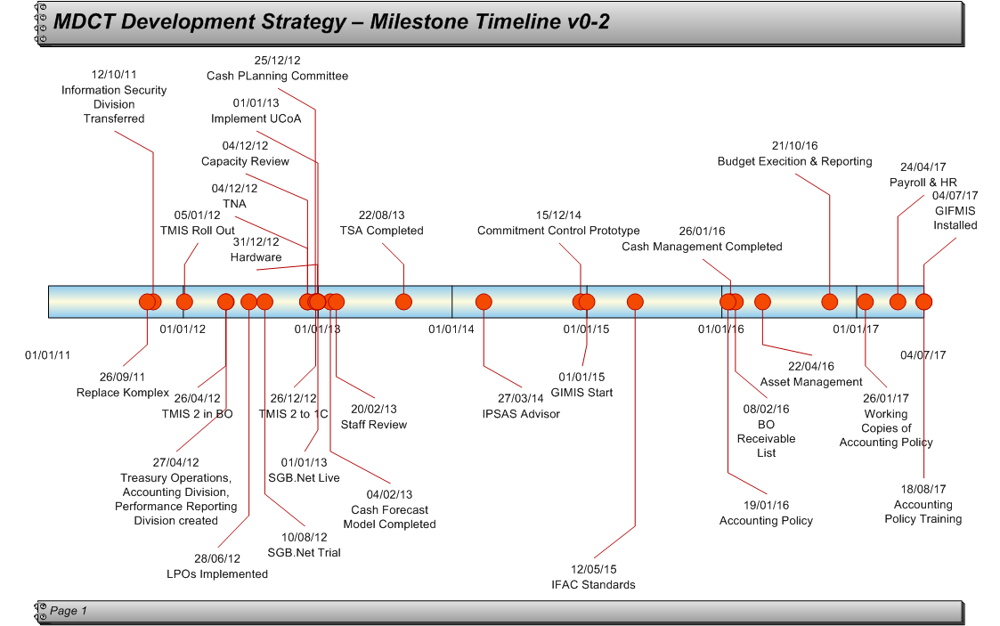 MDCT Development Strategy – Milestone Timeline v0-2
25/12/12
Cash PLanning Committee
12/10/11
Information Security
Division
Transferred
01/01/13
Implement UCoA
04/12/12
Capacity Review
21/10/16
Budget Execition & Reporting
24/04/17
Payroll & HR
04/12/12
TNA
04/07/17
GIFMIS
Installed
05/01/12
TMIS Roll Out
22/08/13
TSA Completed
15/12/14
Commitment Control Prototype
26/01/16
Cash Management Completed
31/12/12
Hardware
01/01/12
01/01/13
01/01/14
01/01/15
01/01/16
01/01/17
01/01/11
04/07/17
26/09/11
Replace Komplex
26/04/12
TMIS 2 in BO
26/12/12
TMIS 2 to 1C
20/02/13
Staff Review
27/03/14
IPSAS Advisor
01/01/15
GIMIS Start
22/04/16
Asset Management
08/02/16
BO
Receivable
List
26/01/17
Working
Copies of
Accounting Policy
27/04/12
Treasury Operations,
Accounting Division,
Performance Reporting
Division created
01/01/13
SGB.Net Live
04/02/13
Cash Forecast
Model Completed
19/01/16
Accounting Policy
18/08/17
Accounting
Policy Training
10/08/12
SGB.Net Trial
28/06/12
LPOs Implemented
12/05/15
IFAC Standards
Page 1